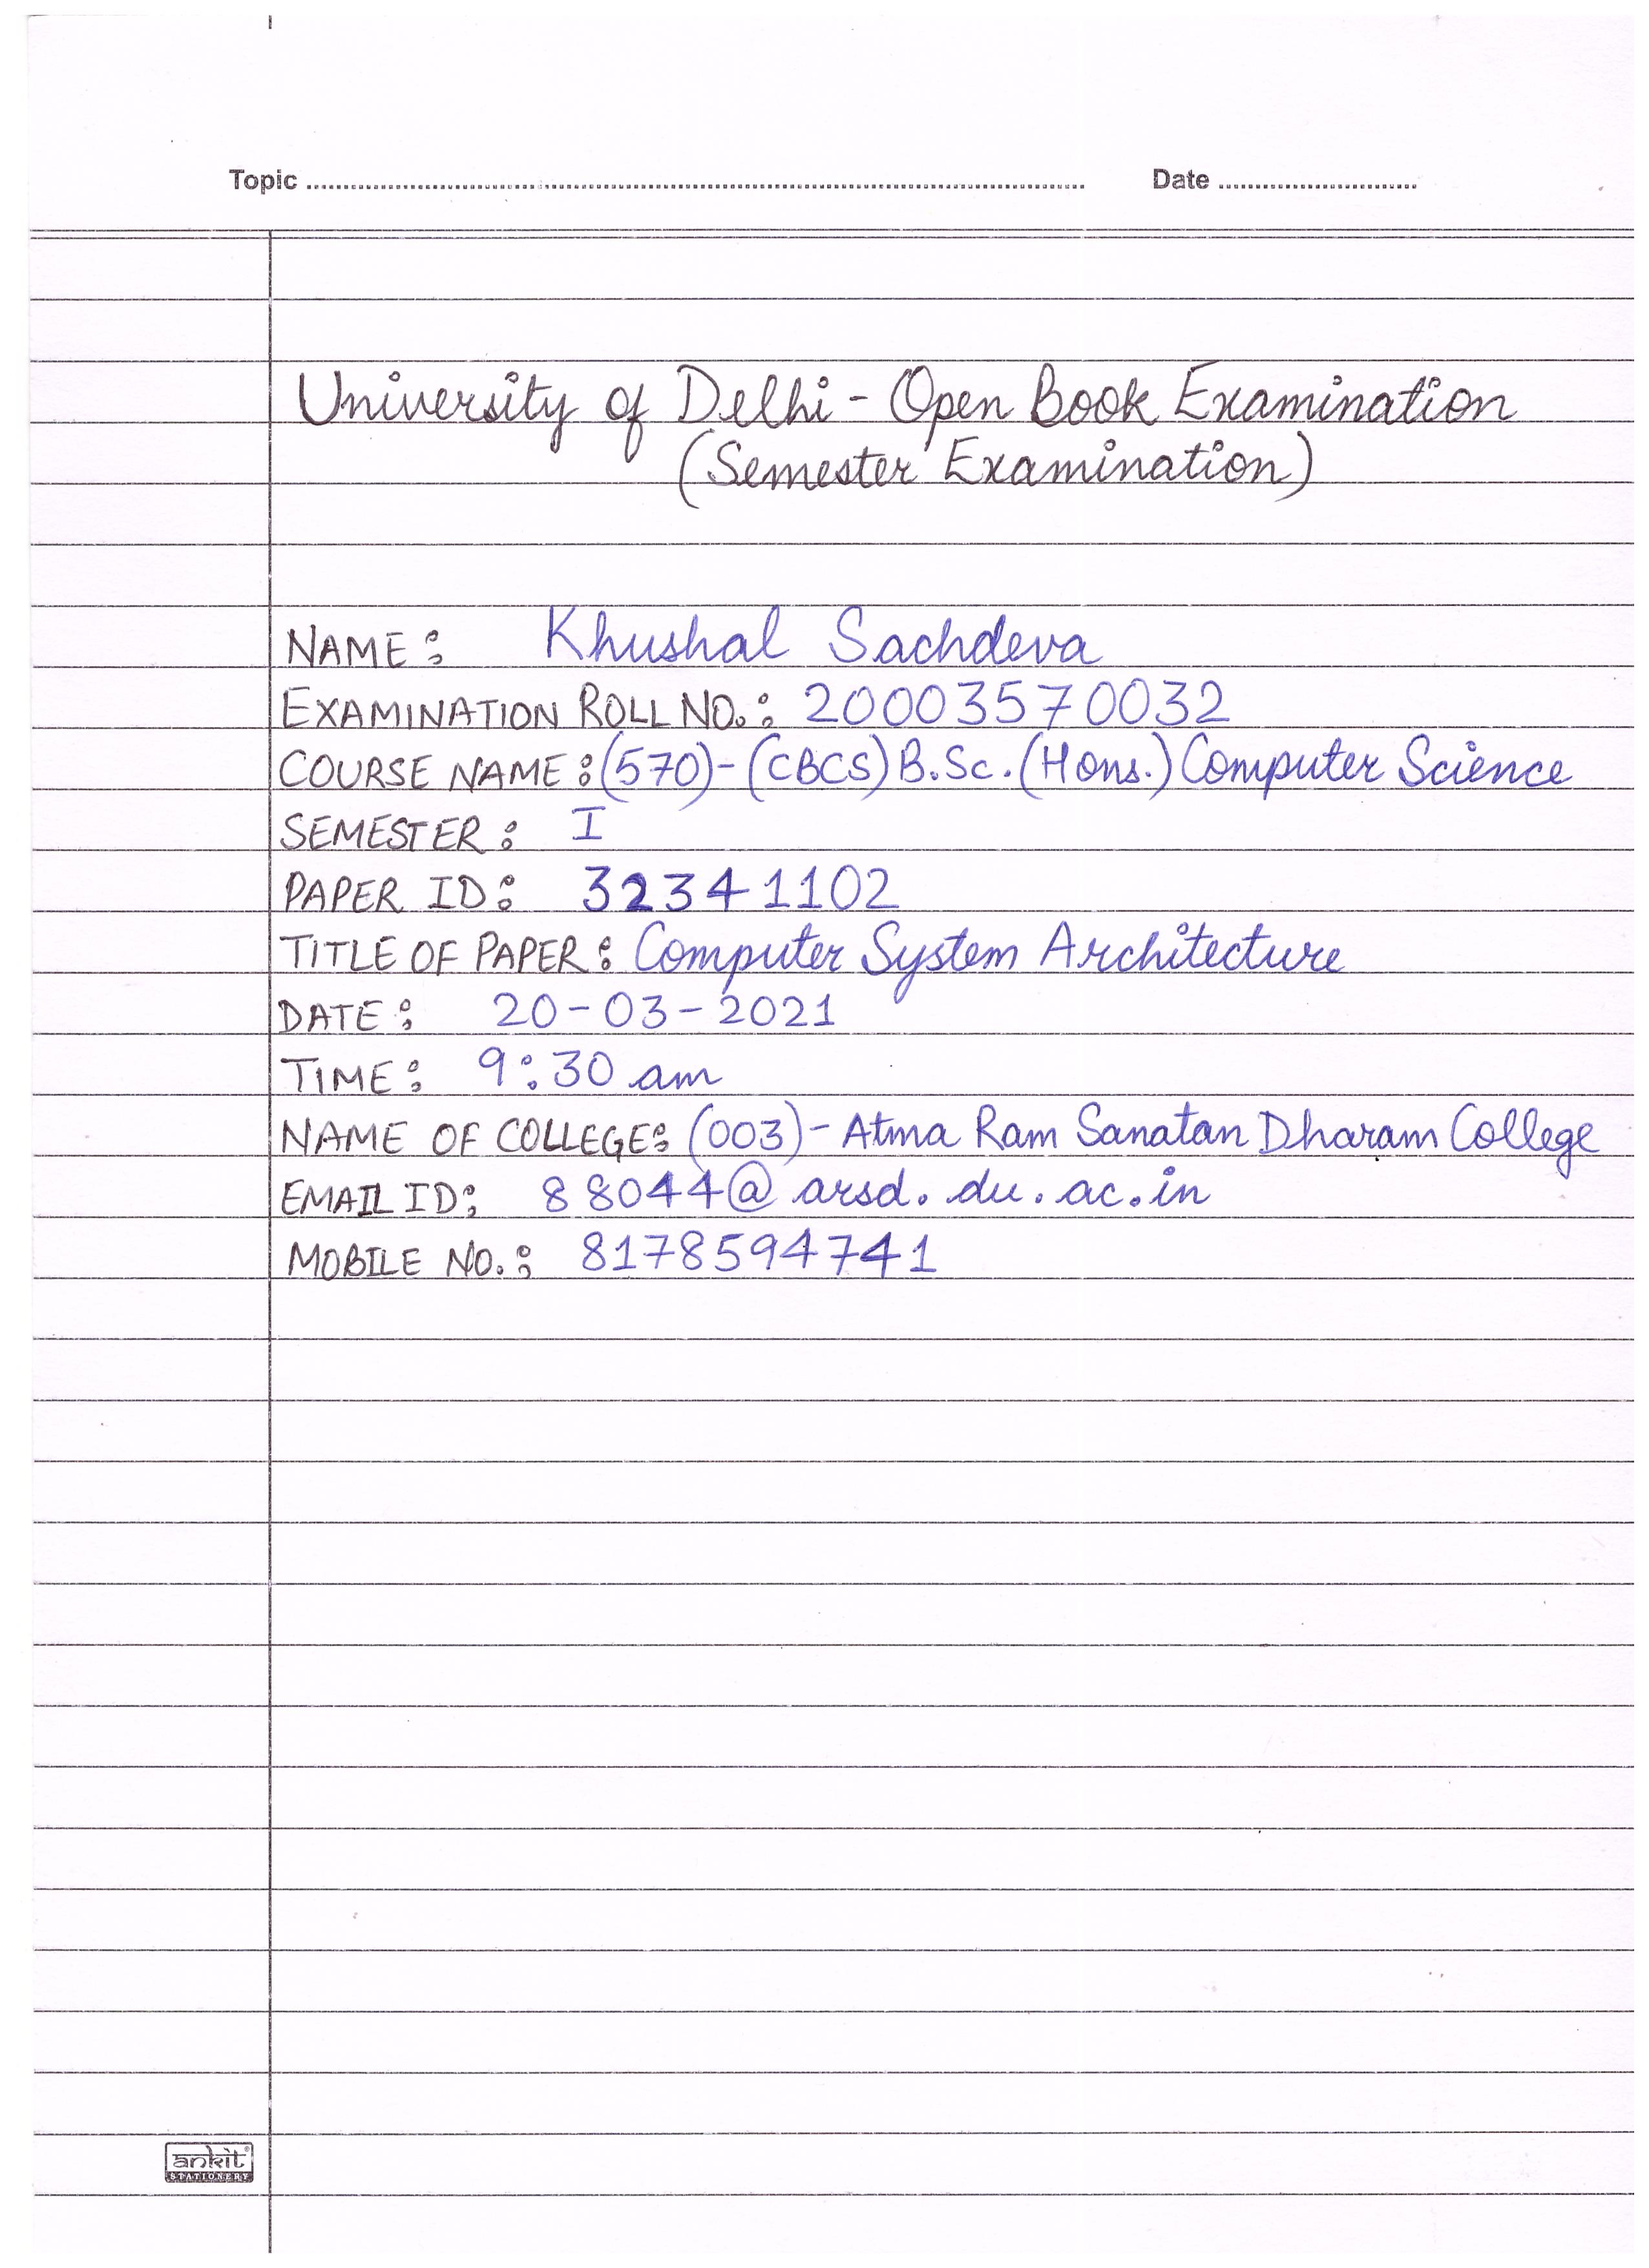 Topic ........................ Date ............
University of Delhi - Open Book Examination
(Semester Examination)
NAME: Khushal Sachdeva
EXAMINATION ROLL NO.: 20003570032
COURSE NAME: (570)-(CBCS) B.Sc. (Hons.) Computer Science
SEMESTER: I
PAPER ID: 32341102
TITLE OF PAPER: Computer System Architecture
DATE: 20-03-2021
TIME: 9:30 am
NAME OF COLLEGE: (003)- Atma Ram Sanatan Dharam College
EMAIL ID: 88044@arsd.du.ac.in
MOBILE NO.: 8178594741
ankit
STATIONERY